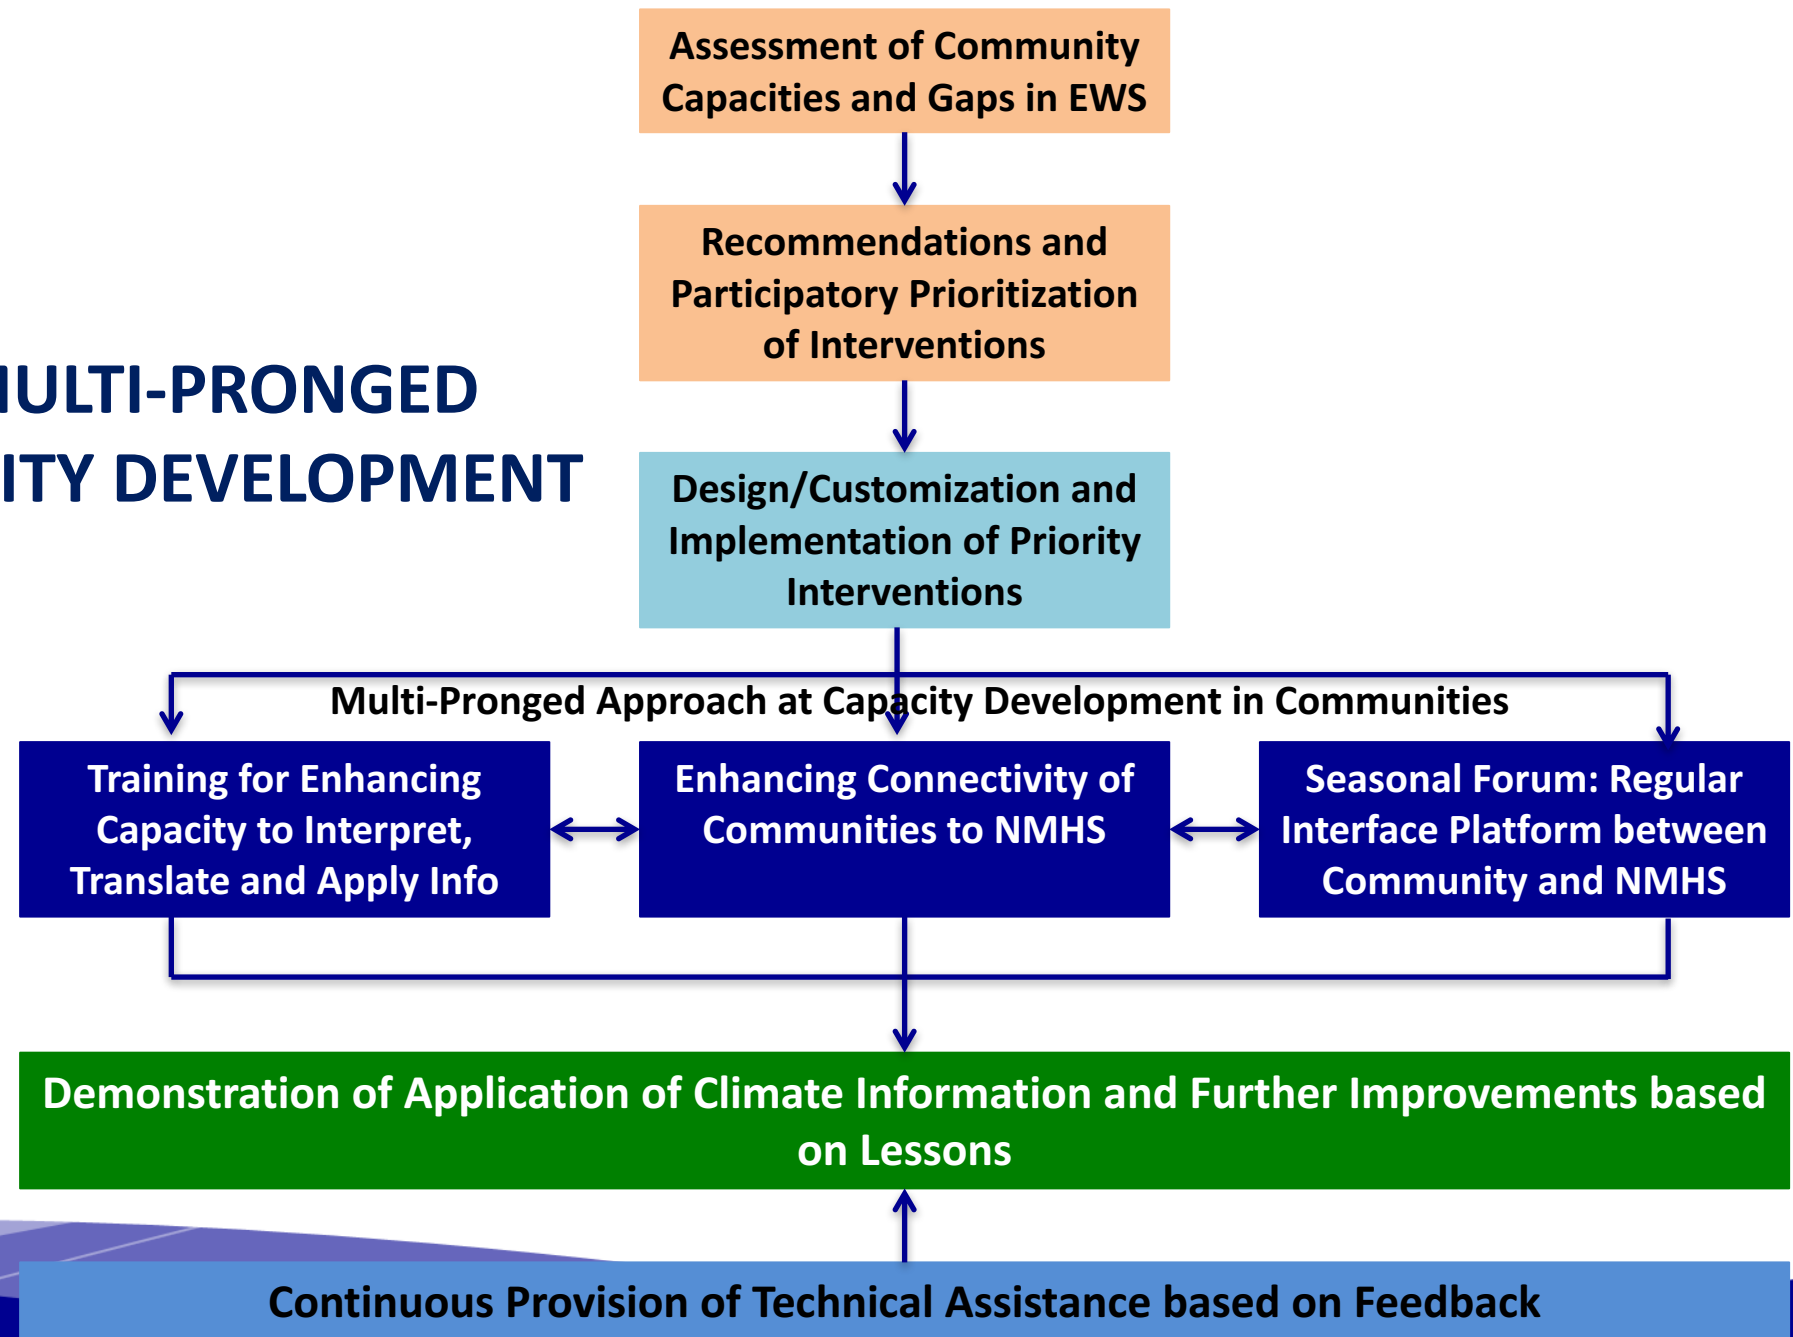 Assessment of Community
Capacities and Gaps in EWS
Recommendations and
Participatory Prioritization
of Interventions
MULTI-PRONGED
ITY DEVELOPMENT
Design/Customization and
Implementation of Priority
Interventions
Multi-Pronged Approach at Capacity Development in Communities
Training for Enhancing
Capacity to Interpret,
Translate and Apply Info
Enhancing Connectivity of
Communities to NMHS
Seasonal Forum: Regular
Interface Platform between
Community and NMHS
Demonstration of Application of Climate Information and Further Improvements based
on Lessons
Continuous Provision of Technical Assistance based on Feedback